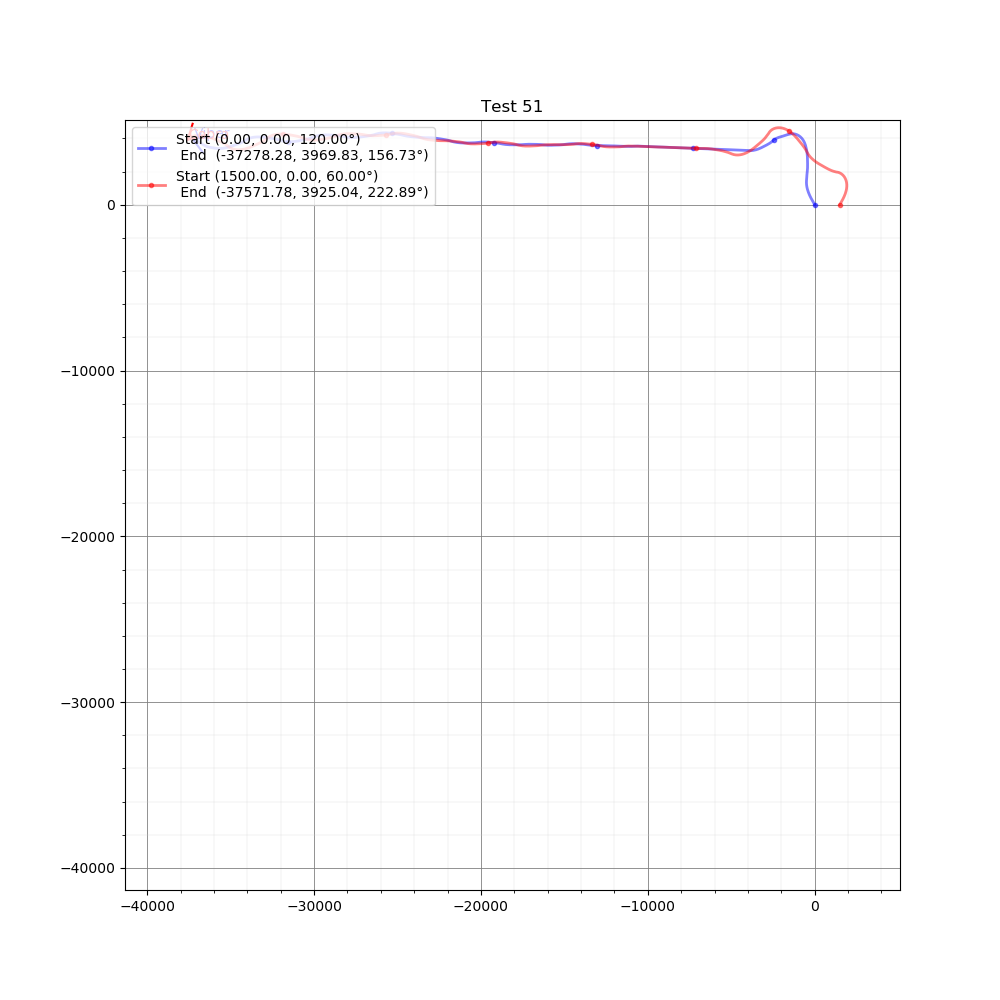 Test 51
Start (0.00, 0.00, 120.00°)
End (-37278.28, 3969.83, 156.73°)
Start (1500.00, 0.00, 60.00°)
End (-37571.78, 3925.04, 222.89°)
0
−10000
−20000
−30000
−40000
−40000 −30000 −20000 −10000 0